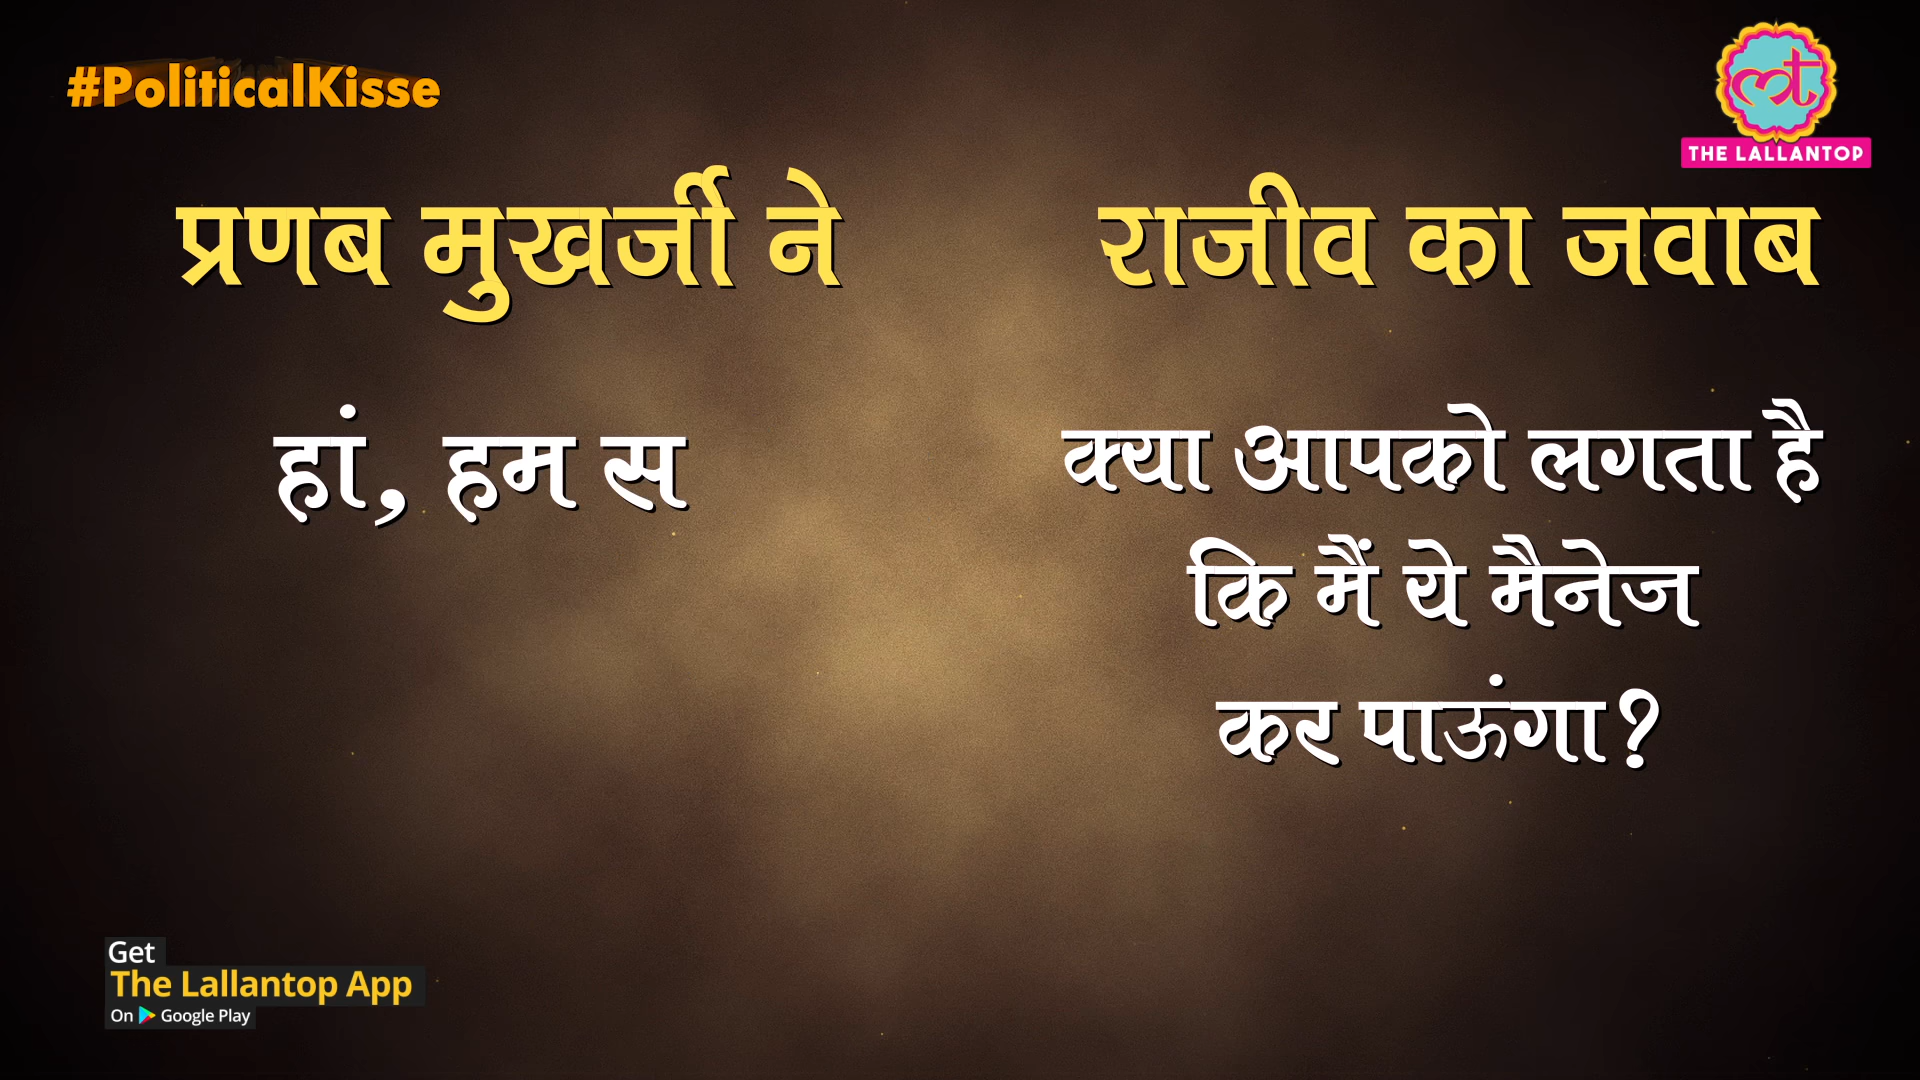 #PoliticalKisse
THE LALLANTOP
प्रणब मुखर्जी ने
हां, हम स
राजीव का जवाब
क्या आपको लगता है
कि मैं ये मैनेज
कर पाऊंगा?
Get
The Lallantop App
On Google Play